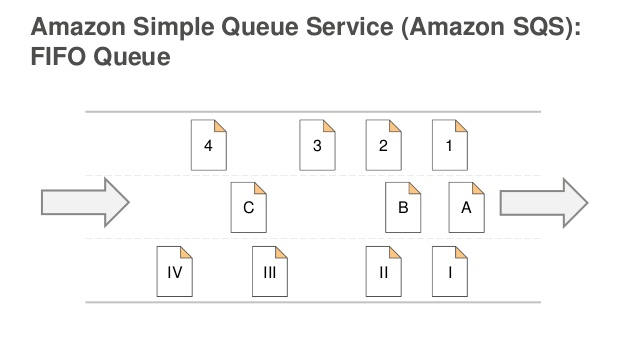 Amazon Simple Queue Service (Amazon SQS):
FIFO Queue
4 3 2 1
C B A
IV III II I